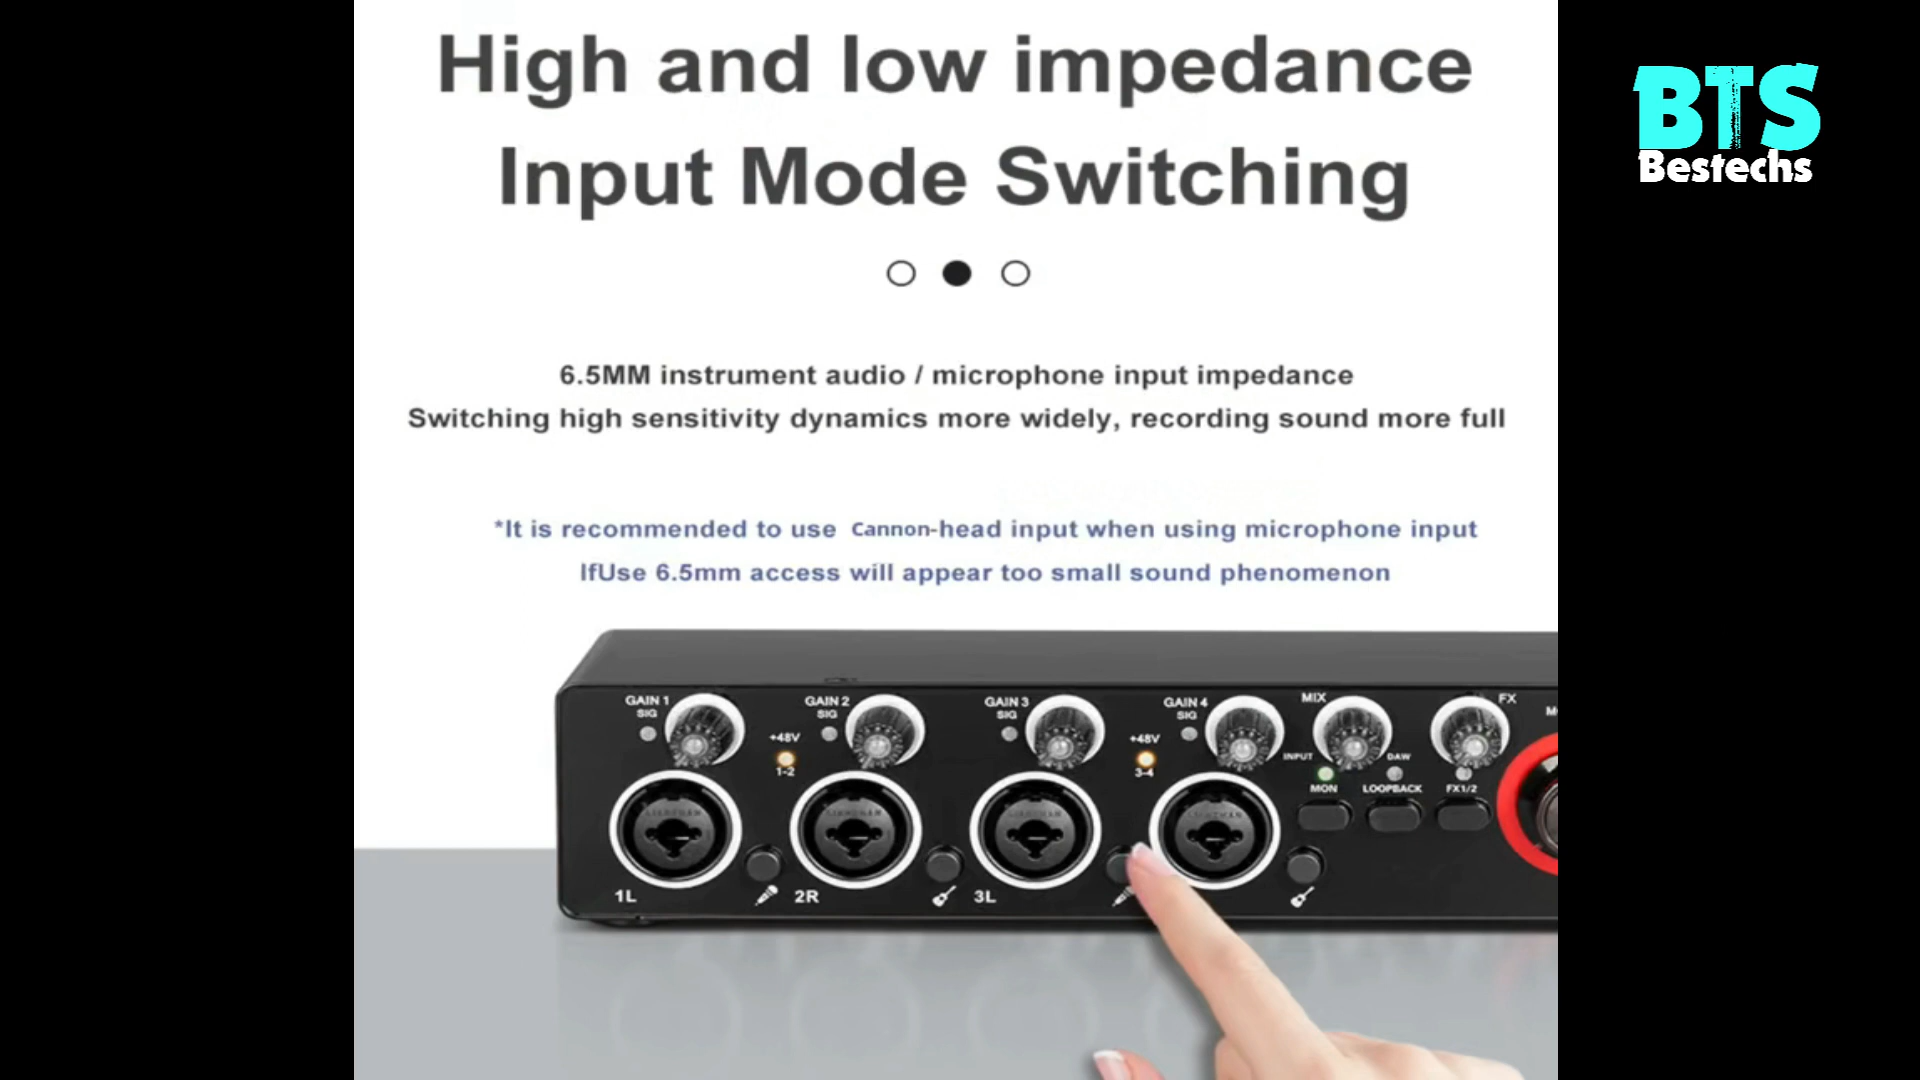 High and low impedance
Input Mode Switching
BTS
Bestechs
6.5MM instrument audio / microphone input impedance
Switching high sensitivity dynamics more widely, recording sound more full
*It is recommended to use Cannon-head input when using microphone input
IfUse 6.5mm access will appear too small sound phenomenon
GAIN 1
SIG
GAIN 2
SIG
GAIN 3
SIG
GAIN 4
SIG
MIX
FX
+48V
1-2
+48V
3-4
INPUT
DAW
MON
LOOPBACK
FX1/2
1L
2R
3L